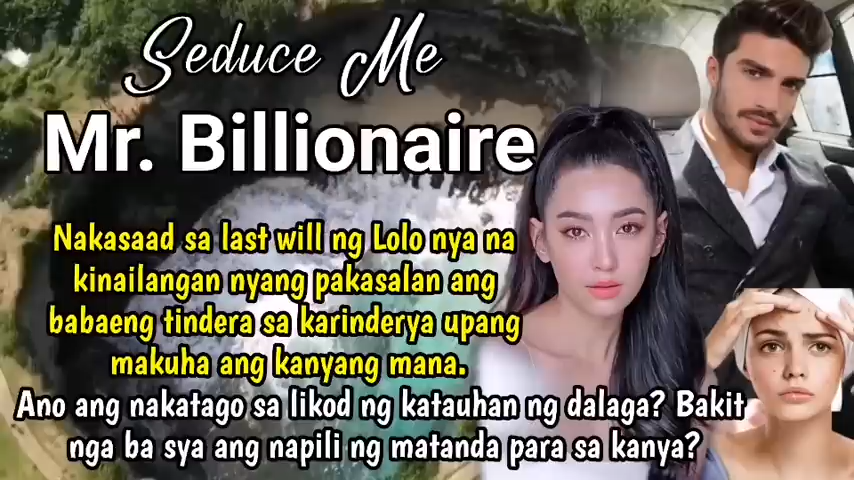 Seduce Me
Mr. Billionaire
Nakasaad sa last will ng Lolo nya na
kinailangan nyang pakasalan ang
babaeng tindera sa karinderya upang
makuha ang kanyang mana.
Ano ang nakatago sa likod ng katauhan ng dalaga? Bakit
nga ba sya ang napili ng matanda para sa kanya?